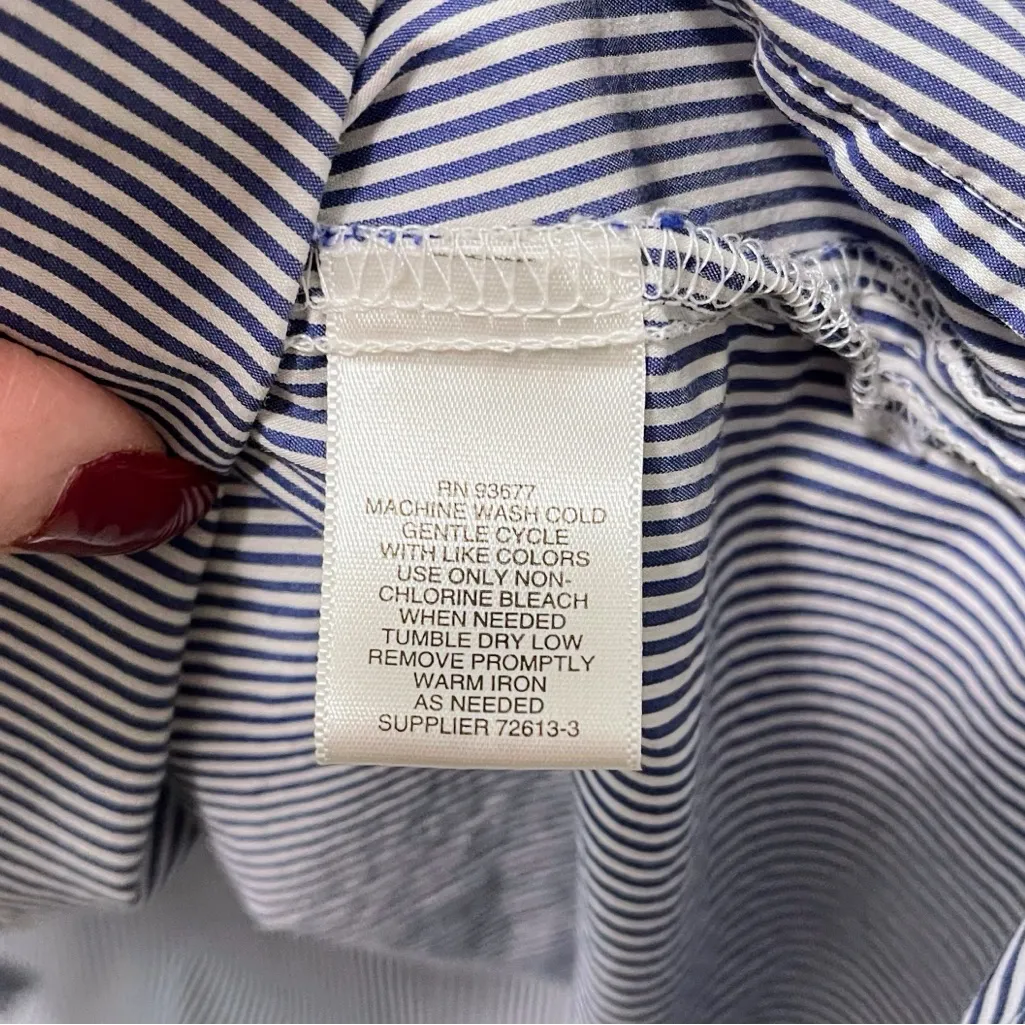 RN 93677
MACHINE WASH COLD
GENTLE CYCLE
WITH LIKE COLORS
USE ONLY NON-
CHLORINE BLEACH
WHEN NEEDED
TUMBLE DRY LOW
REMOVE PROMPTLY
WARM IRON
AS NEEDED
SUPPLIER 72613-3